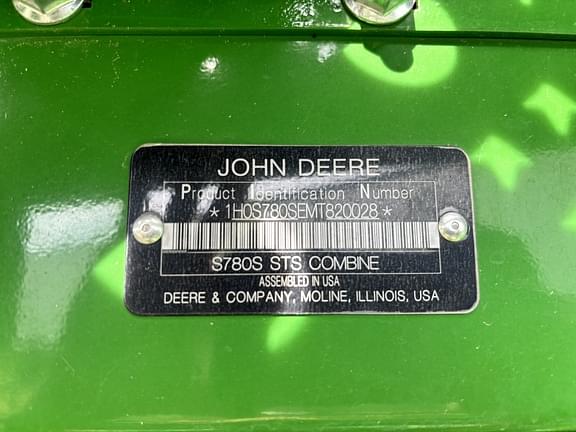 JOHN DEERE
Product Identification Number
* 1H0S780SEMT820028 *
S780S STS COMBINE
ASSEMBLED IN USA
DEERE & COMPANY, MOLINE, ILLINOIS, USA